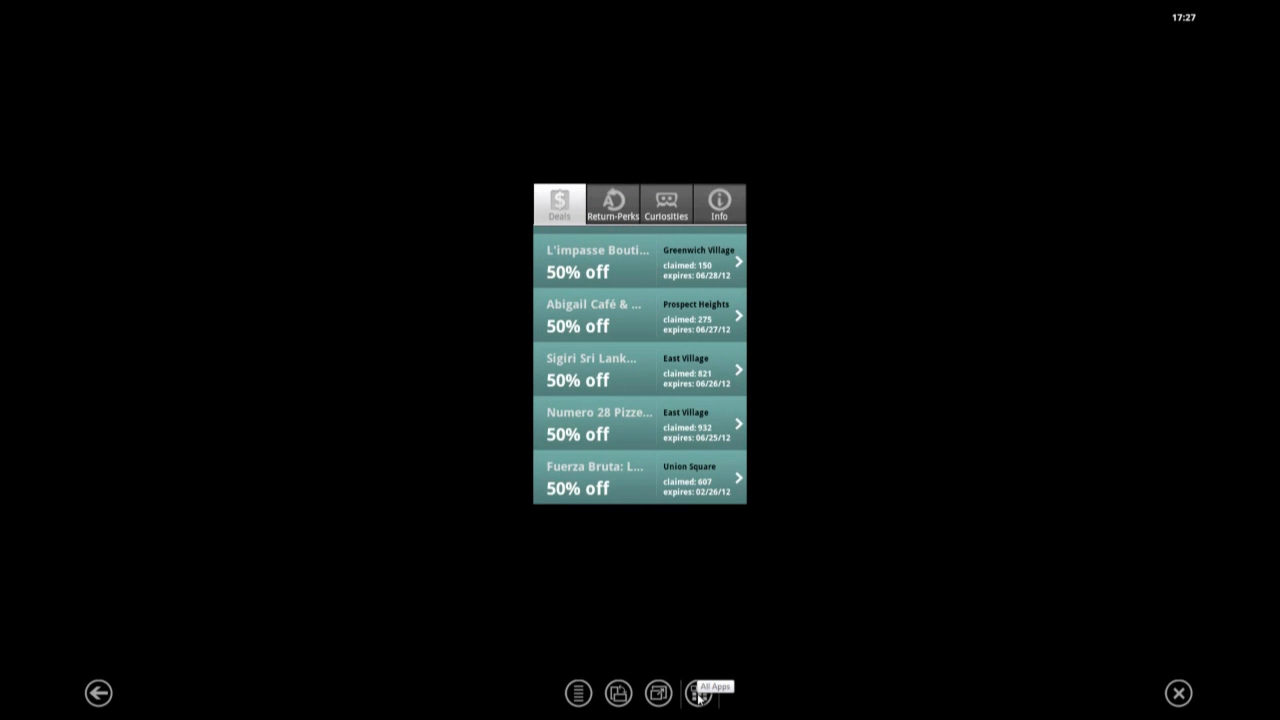 17:27
Deals Return-Perks Curiosities Info
L'impasse Bouti... Greenwich Village
50% off claimed: 150
expires: 06/28/12
Abigail Café & ... Prospect Heights
50% off claimed: 275
expires: 06/27/12
Sigiri Sri Lank... East Village
50% off claimed: 821
expires: 06/26/12
Numero 28 Pizze... East Village
50% off claimed: 932
expires: 06/25/12
Fuerza Bruta: L... Union Square
50% off claimed: 607
expires: 02/26/12
All Apps